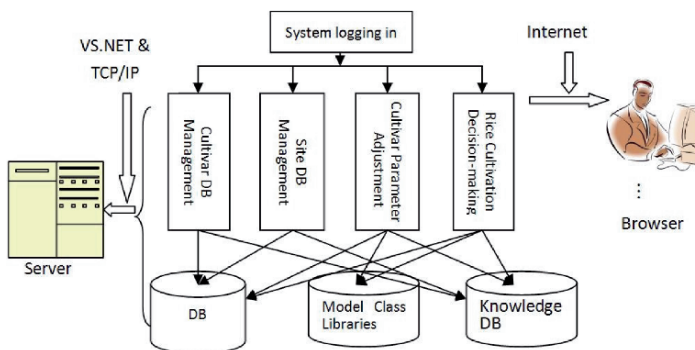 System logging in
VS.NET &
TCP/IP
Internet
Cultivar DB
Management
Site DB
Management
Cultivar Parameter
Adjustment
Rice Cultivation
Decision-making
⋮
Browser
Server
DB
Model Class
Libraries
Knowledge
DB